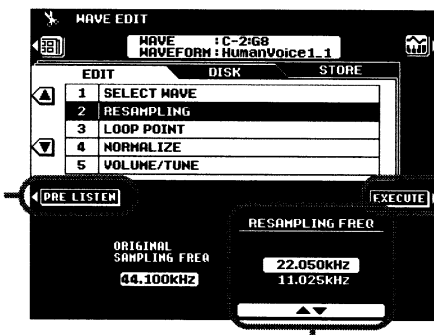 WAVE EDIT
WAVE :C-2:G8
WAVEFORM:HumanVoice1_1
EDIT DISK STORE
1 SELECT WAVE
2 RESAMPLING
3 LOOP POINT
4 NORMALIZE
5 VOLUME/TUNE
PRE LISTEN
EXECUTE
RESAMPLING FREQ
ORIGINAL
SAMPLING FREQ
44.100kHz
22.050kHz
11.025kHz